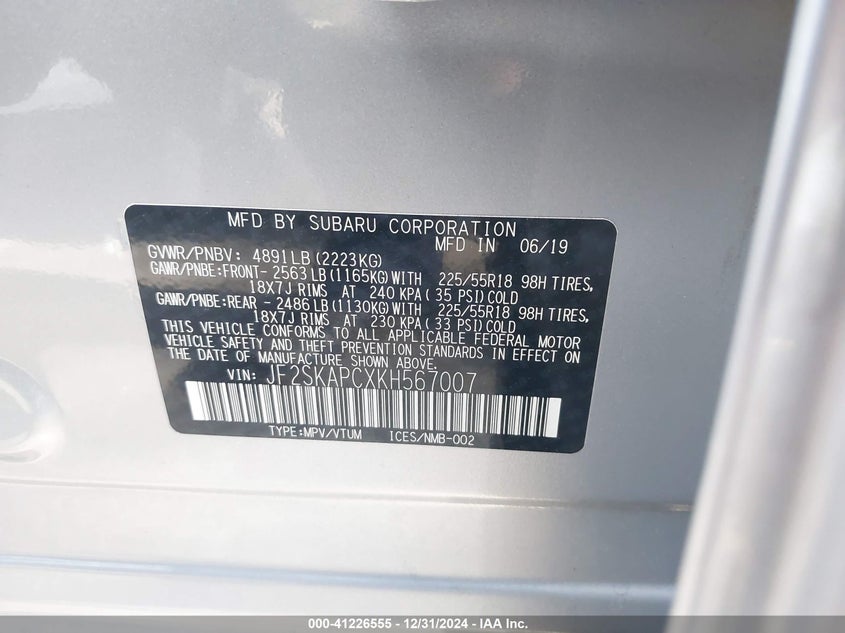 MFD BY SUBARU CORPORATION
MFD IN 06/19
GVWR/PNBV: 4891LB(2223KG)
GAWR/PNBE:FRONT- 2563LB(1165KG)WITH 225/55R18 98H TIRES,
18X7J RIMS AT 240 KPA( 35 PSI)COLD
GAWR/PNBE:REAR - 2486LB(1130KG)WITH 225/55R18 98H TIRES,
18X7J RIMS AT 230 KPA( 33 PSI)COLD
THIS VEHICLE CONFORMS TO ALL APPLICABLE FEDERAL MOTOR
VEHICLE SAFETY AND THEFT PREVENTION STANDARDS IN EFFECT ON
THE DATE OF MANUFACTURE SHOWN ABOVE.
VIN: JF2SKAPCXKH567007
TYPE:MPV/VTUM ICES/NMB-002
000-41226555 - 12/31/2024 - IAA Inc.